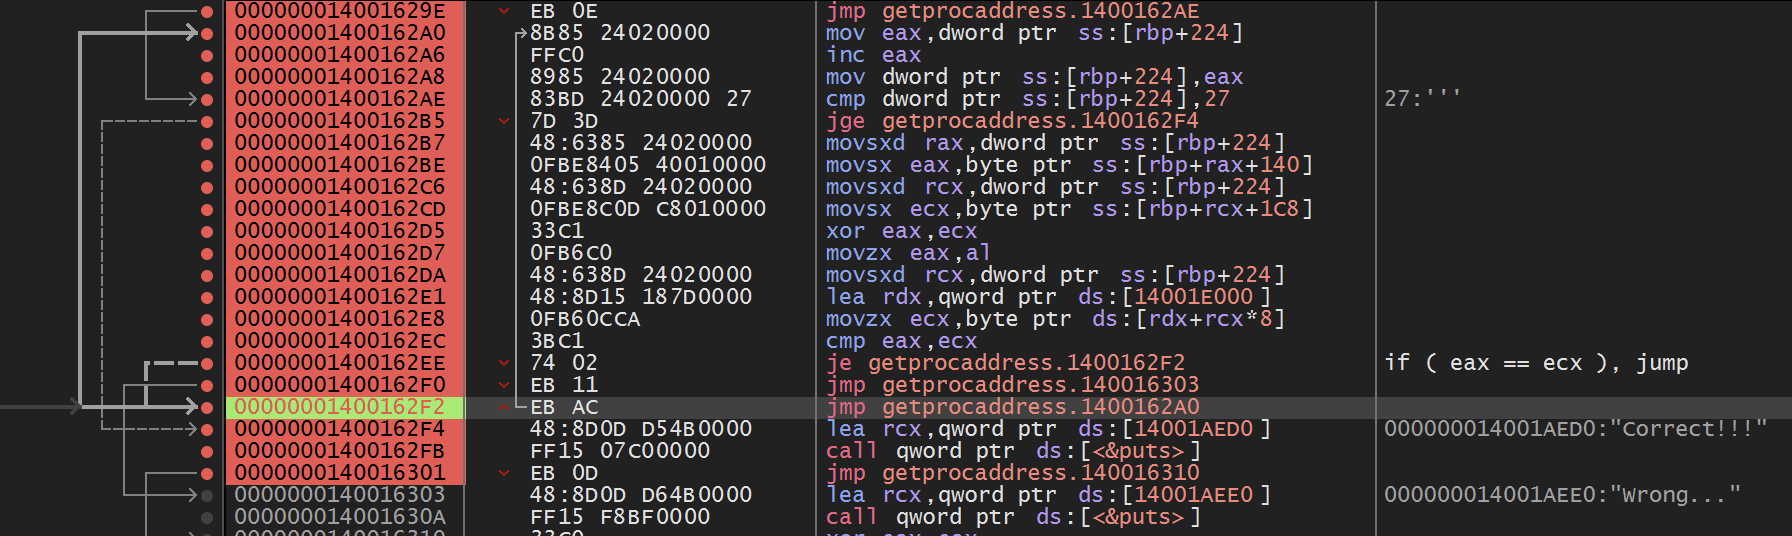 000000014001629E EB 0E jmp getprocaddress.1400162AE
00000001400162A0 8B85 24020000 mov eax,dword ptr ss:[rbp+224]
00000001400162A6 FFC0 inc eax
00000001400162A8 8985 24020000 mov dword ptr ss:[rbp+224],eax
00000001400162AE 83BD 24020000 27 cmp dword ptr ss:[rbp+224],27 27:'''
00000001400162B5 7D 3D jge getprocaddress.1400162F4
00000001400162B7 48:6385 24020000 movsxd rax,dword ptr ss:[rbp+224]
00000001400162BE 0FBE8405 40010000 movsx eax,byte ptr ss:[rbp+rax+140]
00000001400162C6 48:638D 24020000 movsxd rcx,dword ptr ss:[rbp+224]
00000001400162CD 0FBE8C0D C8010000 movsx ecx,byte ptr ss:[rbp+rcx+1C8]
00000001400162D5 33C1 xor eax,ecx
00000001400162D7 0FB6C0 movzx eax,al
00000001400162DA 48:638D 24020000 movsxd rcx,dword ptr ss:[rbp+224]
00000001400162E1 48:8D15 187D0000 lea rdx,qword ptr ds:[14001E000]
00000001400162E8 0FB60CCA movzx ecx,byte ptr ds:[rdx+rcx*8]
00000001400162EC 3BC1 cmp eax,ecx
00000001400162EE 74 02 je getprocaddress.1400162F2 if ( eax == ecx ), jump
00000001400162F0 EB 11 jmp getprocaddress.140016303
00000001400162F2 EB AC jmp getprocaddress.1400162A0
00000001400162F4 48:8D0D D54B0000 lea rcx,qword ptr ds:[14001AED0] 000000014001AED0:"Correct!!!"
00000001400162FB FF15 07C00000 call qword ptr ds:[<&puts>]
0000000140016301 EB 0D jmp getprocaddress.140016310
0000000140016303 48:8D0D D64B0000 lea rcx,qword ptr ds:[14001AEE0] 000000014001AEE0:"Wrong..."
000000014001630A FF15 F8BF0000 call qword ptr ds:[<&puts>]
0000000140016310 33C0 xor eax,eax